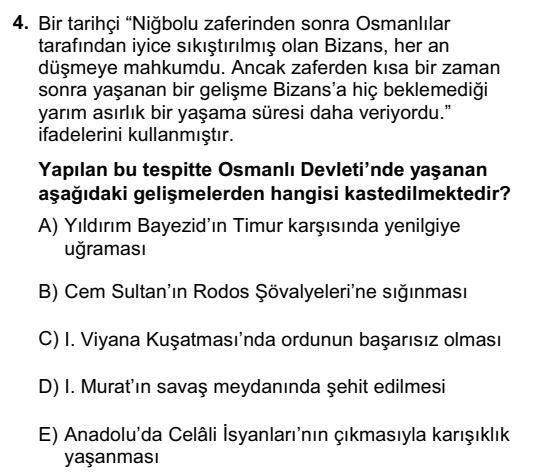 4. Bir tarihçi “Niğbolu zaferinden sonra Osmanlılar
tarafından iyice sıkıştırılmış olan Bizans, her an
düşmeye mahkumdu. Ancak zaferden kısa bir zaman
sonra yaşanan bir gelişme Bizans’a hiç beklemediği
yarım asırlık bir yaşama süresi daha veriyordu.”
ifadelerini kullanmıştır.
Yapılan bu tespitte Osmanlı Devleti’nde yaşanan
aşağıdaki gelişmelerden hangisi kastedilmektedir?
A) Yıldırım Bayezid’ın Timur karşısında yenilgiye
uğraması
B) Cem Sultan’ın Rodos Şövalyeleri’ne sığınması
C) I. Viyana Kuşatması’nda ordunun başarısız olması
D) I. Murat’ın savaş meydanında şehit edilmesi
E) Anadolu’da Celâli İsyanları’nın çıkmasıyla karışıklık
yaşanması